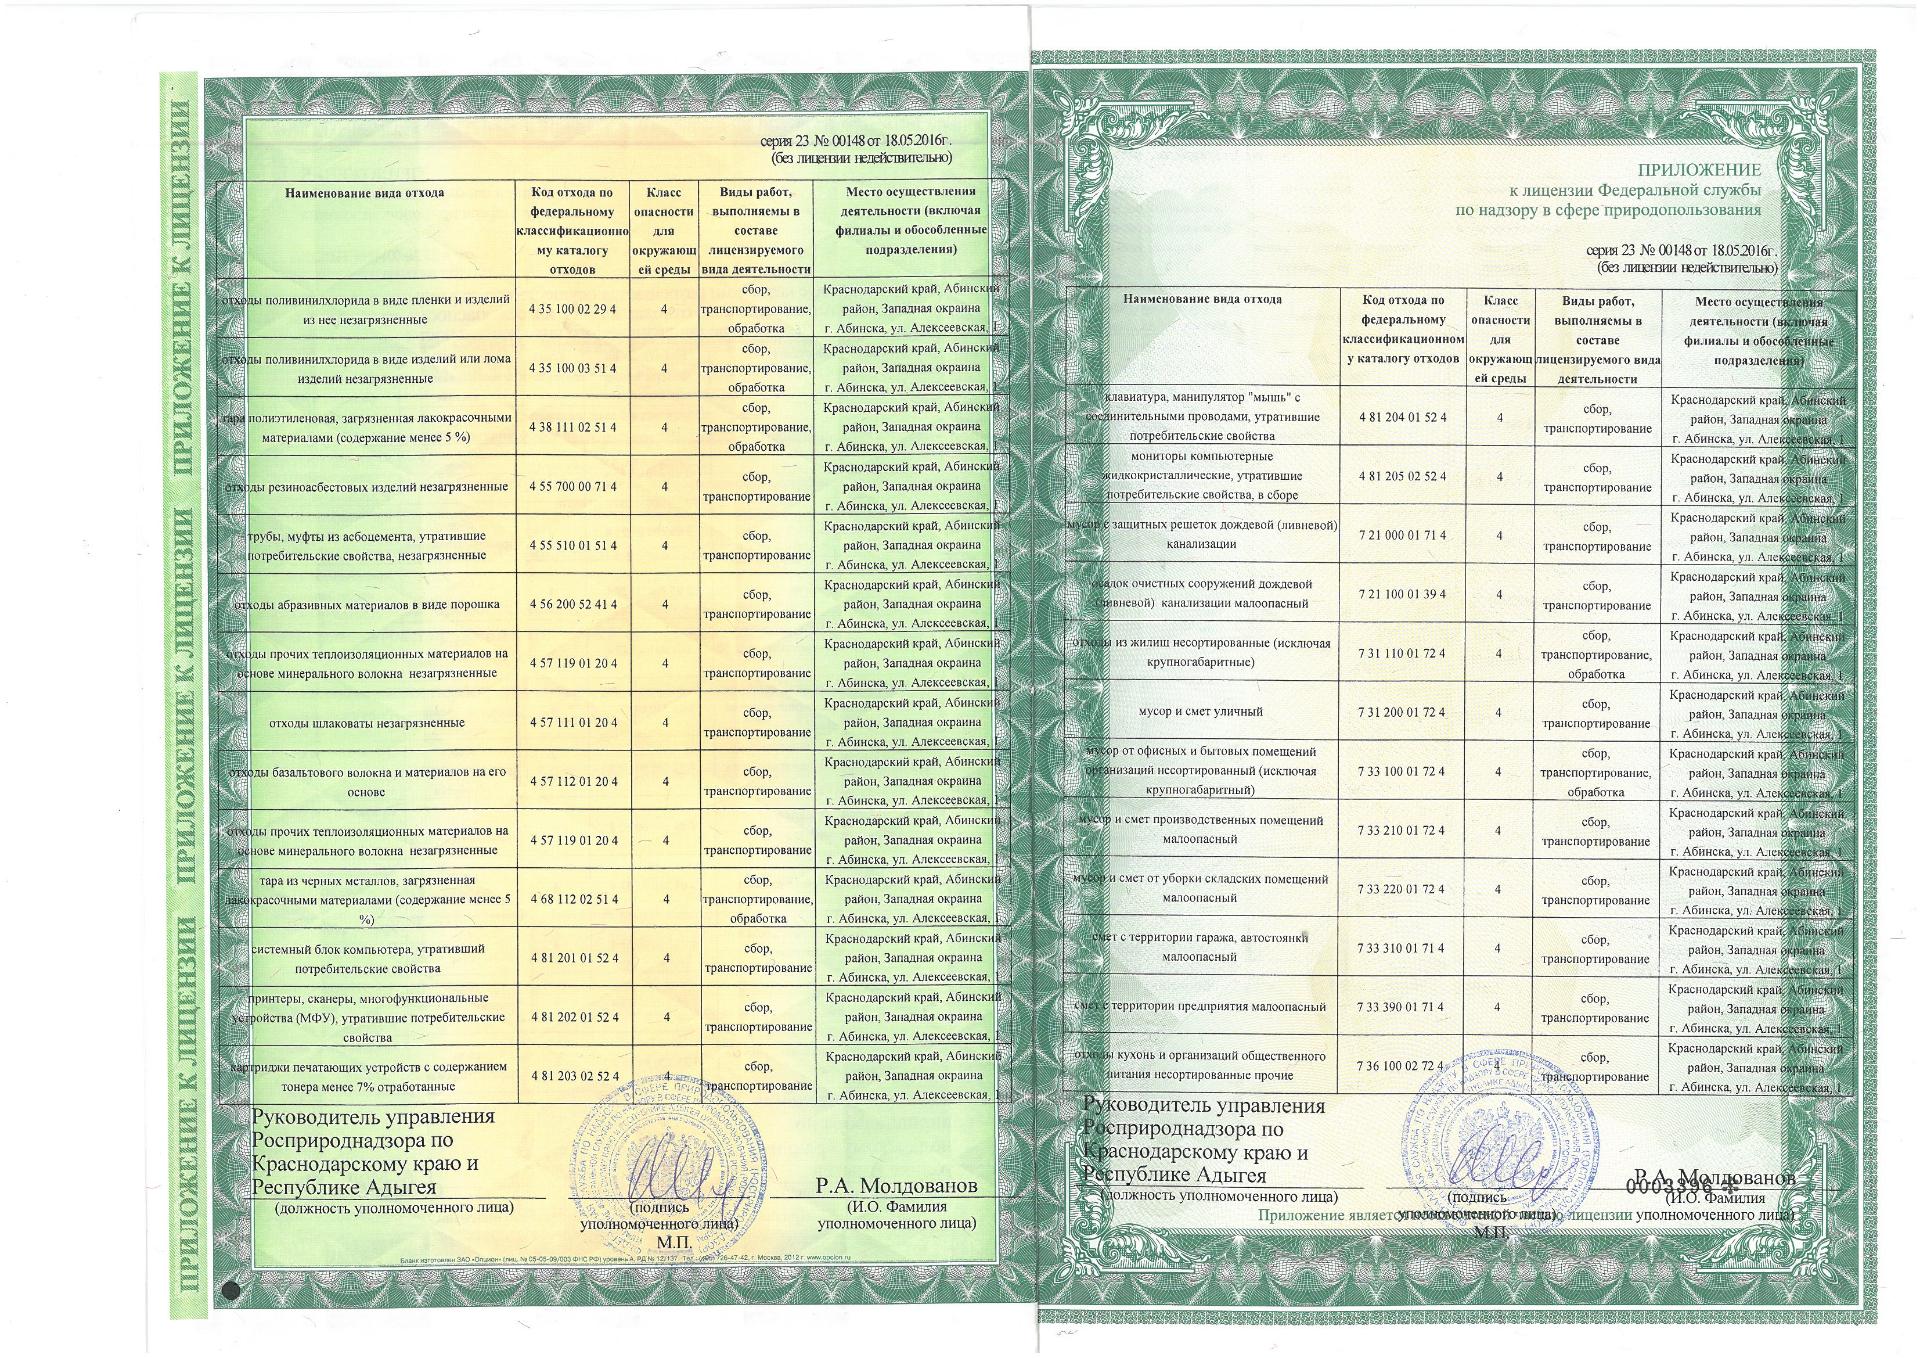 ПРИЛОЖЕНИЕ К ЛИЦЕНЗИИ ПРИЛОЖЕНИЕ К ЛИЦЕНЗИИ ПРИЛОЖЕНИЕ К ЛИЦЕНЗИИ
серия 23 № 00148 от 18.05.2016г.
(без лицензии недействительно)
Наименование вида отхода
Код отхода по
федеральному
классификационно
му каталогу
отходов
Класс
опасности
для
окружающ
ей среды
Виды работ,
выполняемы в
составе
лицензируемого
вида деятельности
Место осуществления
деятельности (включая
филиалы и обособленные
подразделения)
отходы поливинилхлорида в виде пленки и изделий
из нее незагрязненные
4 35 100 02 29 4
4
сбор,
транспортирование,
обработка
Краснодарский край, Абинский
район, Западная окраина
г. Абинска, ул. Алексеевская, 1
отходы поливинилхлорида в виде изделий или лома
изделий незагрязненные
4 35 100 03 51 4
4
сбор,
транспортирование,
обработка
Краснодарский край, Абинский
район, Западная окраина
г. Абинска, ул. Алексеевская, 1
тара полиэтиленовая, загрязненная лакокрасочными
материалами (содержание менее 5 %)
4 38 111 02 51 4
4
сбор,
транспортирование,
обработка
Краснодарский край, Абинский
район, Западная окраина
г. Абинска, ул. Алексеевская, 1
отходы резиноасбестовых изделий незагрязненные
4 55 700 00 71 4
4
сбор,
транспортирование
Краснодарский край, Абинский
район, Западная окраина
г. Абинска, ул. Алексеевская, 1
трубы, муфты из асбоцемента, утратившие
потребительские свойства, незагрязненные
4 55 510 01 51 4
4
сбор,
транспортирование
Краснодарский край, Абинский
район, Западная окраина
г. Абинска, ул. Алексеевская, 1
отходы абразивных материалов в виде порошка
4 56 200 52 41 4
4
сбор,
транспортирование
Краснодарский край, Абинский
район, Западная окраина
г. Абинска, ул. Алексеевская, 1
отходы прочих теплоизоляционных материалов на
основе минерального волокна незагрязненные
4 57 119 01 20 4
4
сбор,
транспортирование
Краснодарский край, Абинский
район, Западная окраина
г. Абинска, ул. Алексеевская, 1
отходы шлаковаты незагрязненные
4 57 111 01 20 4
4
сбор,
транспортирование
Краснодарский край, Абинский
район, Западная окраина
г. Абинска, ул. Алексеевская, 1
отходы базальтового волокна и материалов на его
основе
4 57 112 01 20 4
4
сбор,
транспортирование
Краснодарский край, Абинский
район, Западная окраина
г. Абинска, ул. Алексеевская, 1
отходы прочих теплоизоляционных материалов на
основе минерального волокна незагрязненные
4 57 119 01 20 4
4
сбор,
транспортирование
Краснодарский край, Абинский
район, Западная окраина
г. Абинска, ул. Алексеевская, 1
тара из черных металлов, загрязненная
лакокрасочными материалами (содержание менее 5
%)
4 68 112 02 51 4
4
сбор,
транспортирование,
обработка
Краснодарский край, Абинский
район, Западная окраина
г. Абинска, ул. Алексеевская, 1
системный блок компьютера, утративший
потребительские свойства
4 81 201 01 52 4
4
сбор,
транспортирование
Краснодарский край, Абинский
район, Западная окраина
г. Абинска, ул. Алексеевская, 1
принтеры, сканеры, многофункциональные
устройства (МФУ), утратившие потребительские
свойства
4 81 202 01 52 4
4
сбор,
транспортирование
Краснодарский край, Абинский
район, Западная окраина
г. Абинска, ул. Алексеевская, 1
картриджи печатающих устройств с содержанием
тонера менее 7% отработанные
4 81 203 02 52 4
4
сбор,
транспортирование
Краснодарский край, Абинский
район, Западная окраина
г. Абинска, ул. Алексеевская, 1
Руководитель управления
Росприроднадзора по
Краснодарскому краю и
Республике Адыгея
(должность уполномоченного лица)
(подпись
уполномоченного лица)
М.П.
Р.А. Молдованов
(И.О. Фамилия
уполномоченного лица)
ПРИЛОЖЕНИЕ
к лицензии Федеральной службы
по надзору в сфере природопользования
серия 23 № 00148 от 18.05.2016г.
(без лицензии недействительно)
Наименование вида отхода
Код отхода по
федеральному
классификационном
у каталогу отходов
Класс
опасности
для
окружающ
ей среды
Виды работ,
выполняемы в
составе
лицензируемого вида
деятельности
Место осуществления
деятельности (включая
филиалы и обособленные
подразделения)
клавиатура, манипулятор "мышь" с
соединительными проводами, утратившие
потребительские свойства
4 81 204 01 52 4
4
сбор,
транспортирование
Краснодарский край, Абинский
район, Западная окраина
г. Абинска, ул. Алексеевская, 1
мониторы компьютерные
жидкокристаллические, утратившие
потребительские свойства, в сборе
4 81 205 02 52 4
4
сбор,
транспортирование
Краснодарский край, Абинский
район, Западная окраина
г. Абинска, ул. Алексеевская, 1
мусор с защитных решеток дождевой (ливневой)
канализации
7 21 000 01 71 4
4
сбор,
транспортирование
Краснодарский край, Абинский
район, Западная окраина
г. Абинска, ул. Алексеевская, 1
осадок очистных сооружений дождевой
(ливневой) канализации малоопасный
7 21 100 01 39 4
4
сбор,
транспортирование
Краснодарский край, Абинский
район, Западная окраина
г. Абинска, ул. Алексеевская, 1
отходы из жилиш несортированные (исключая
крупногабаритные)
7 31 110 01 72 4
4
сбор,
транспортирование,
обработка
Краснодарский край, Абинский
район, Западная окраина
г. Абинска, ул. Алексеевская, 1
мусор и смет уличный
7 31 200 01 72 4
4
сбор,
транспортирование
Краснодарский край, Абинский
район, Западная окраина
г. Абинска, ул. Алексеевская, 1
мусор от офисных и бытовых помещений
организаций несортированный (исключая
крупногабаритный)
7 33 100 01 72 4
4
сбор,
транспортирование,
обработка
Краснодарский край, Абинский
район, Западная окраина
г. Абинска, ул. Алексеевская, 1
мусор и смет производственных помещений
малоопасный
7 33 210 01 72 4
4
сбор,
транспортирование
Краснодарский край, Абинский
район, Западная окраина
г. Абинска, ул. Алексеевская, 1
мусор и смет от уборки складских помещений
малоопасный
7 33 220 01 72 4
4
сбор,
транспортирование
Краснодарский край, Абинский
район, Западная окраина
г. Абинска, ул. Алексеевская, 1
смет с территории гаража, автостоянки
малоопасный
7 33 310 01 71 4
4
сбор,
транспортирование
Краснодарский край, Абинский
район, Западная окраина
г. Абинска, ул. Алексеевская, 1
смет с территории предприятия малоопасный
7 33 390 01 71 4
4
сбор,
транспортирование
Краснодарский край, Абинский
район, Западная окраина
г. Абинска, ул. Алексеевская, 1
отходы кухонь и организаций общественного
питания несортированные прочие
7 36 100 02 72 4
4
сбор,
транспортирование
Краснодарский край, Абинский
район, Западная окраина
г. Абинска, ул. Алексеевская, 1
Руководитель управления
Росприроднадзора по
Краснодарскому краю и
Республике Адыгея
(должность уполномоченного лица)
(подпись
уполномоченного лица)
М.П.
Р.А. Молдованов
0003396
(И.О. Фамилия
уполномоченного лица)
Приложение является лицензии